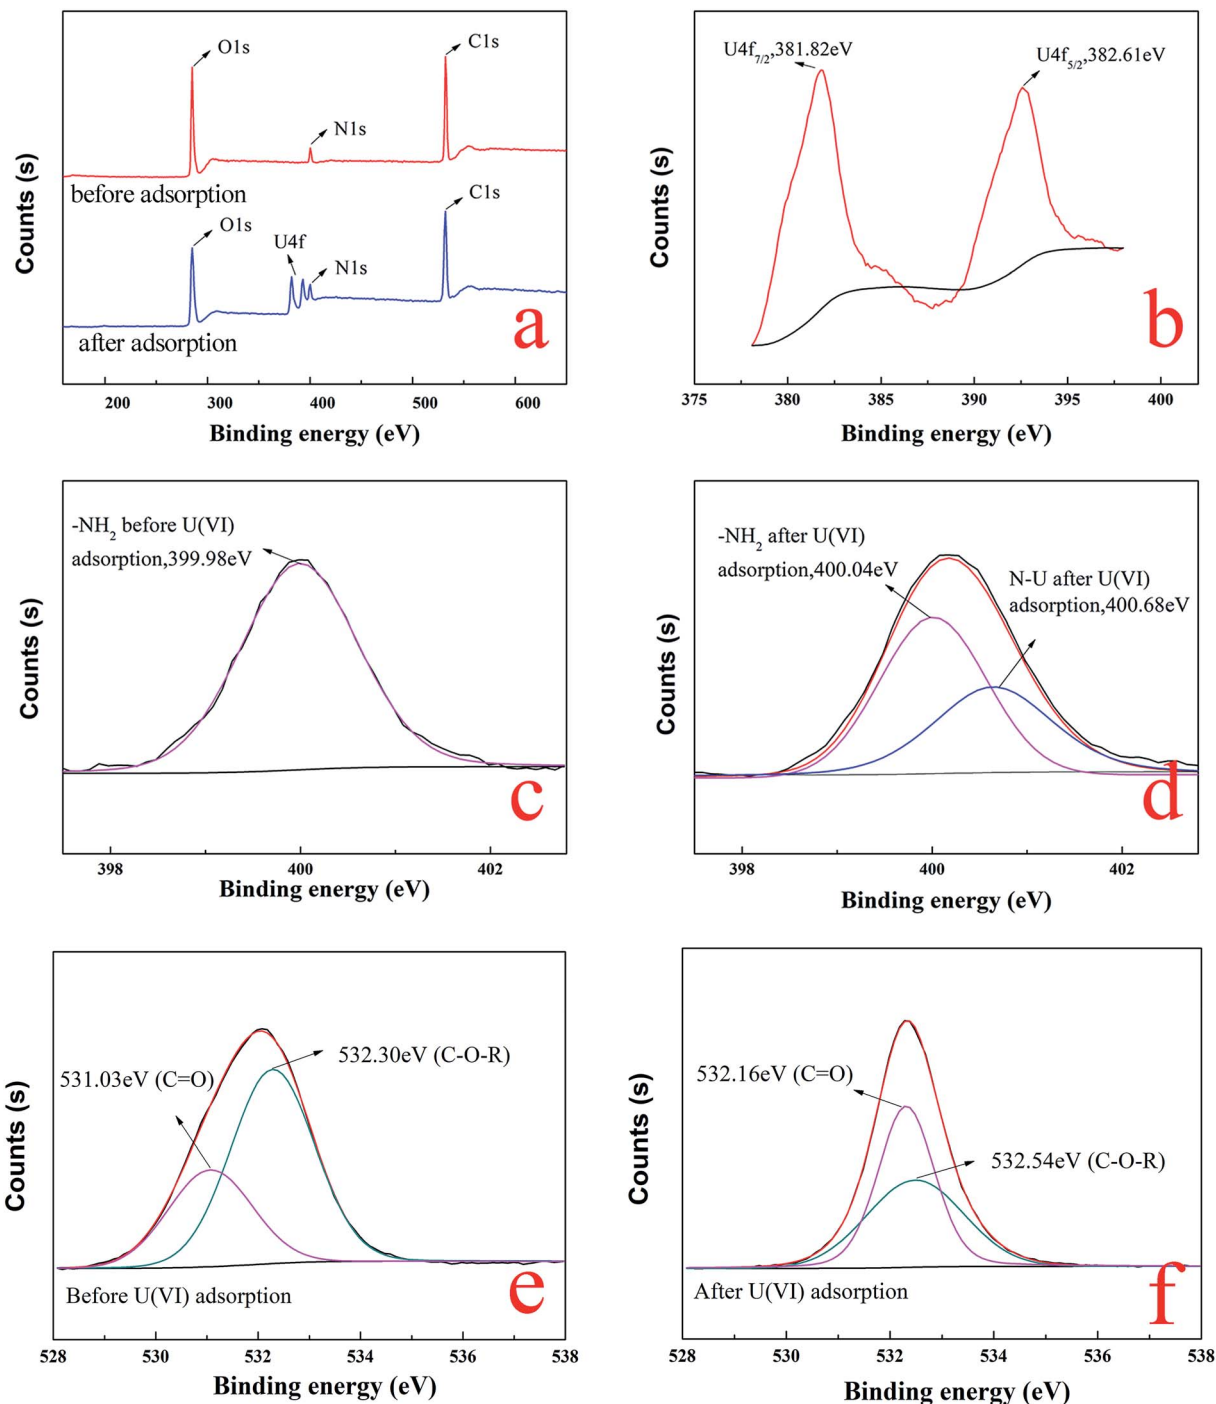 O1s
C1s
N1s
before adsorption
O1s
U4f
N1s
C1s
after adsorption
a
Counts (s)
200 300 400 500 600
Binding energy (eV)
U4f7/2,381.82eV
U4f5/2,382.61eV
b
Counts (s)
375 380 385 390 395 400
Binding energy (eV)
-NH2 before U(VI)
adsorption,399.98eV
c
Counts (s)
398 400 402
Binding energy (eV)
-NH2 after U(VI)
adsorption,400.04eV
N-U after U(VI)
adsorption,400.68eV
d
Counts (s)
398 400 402
Binding energy (eV)
532.30eV (C-O-R)
531.03eV (C=O)
Before U(VI) adsorption
e
Counts (s)
528 530 532 534 536 538
Binding energy (eV)
532.16eV (C=O)
532.54eV (C-O-R)
After U(VI) adsorption
f
Counts (s)
528 530 532 534 536 538
Binding energy (eV)